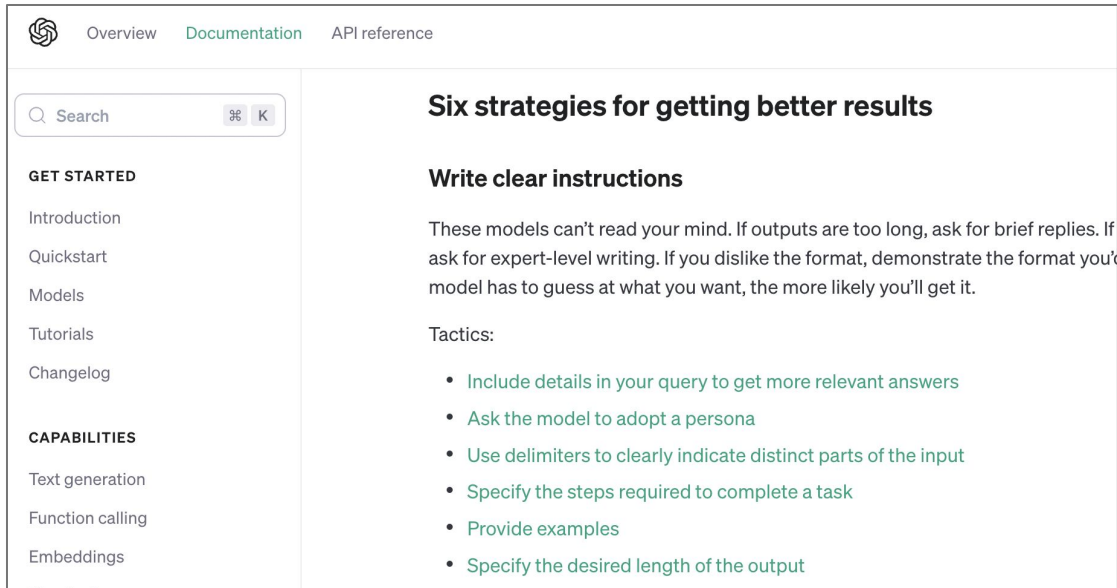 Overview Documentation API reference
Search ⌘ K
GET STARTED
Introduction
Quickstart
Models
Tutorials
Changelog
CAPABILITIES
Text generation
Function calling
Embeddings
Six strategies for getting better results
Write clear instructions
These models can’t read your mind. If outputs are too long, ask for brief replies. If
ask for expert-level writing. If you dislike the format, demonstrate the format you’d
model has to guess at what you want, the more likely you’ll get it.
Tactics:
• Include details in your query to get more relevant answers
• Ask the model to adopt a persona
• Use delimiters to clearly indicate distinct parts of the input
• Specify the steps required to complete a task
• Provide examples
• Specify the desired length of the output